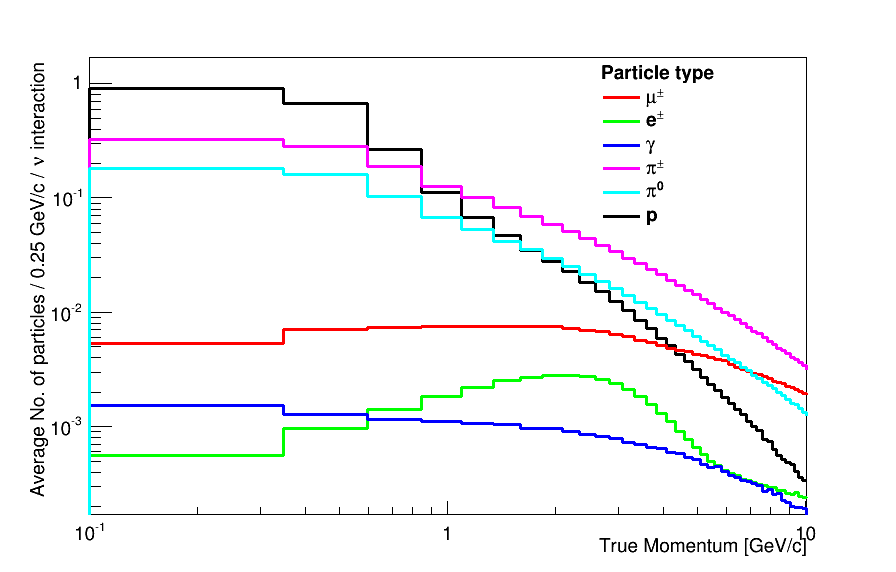 Average No. of particles / 0.25 GeV/c / ν interaction
1
10⁻¹
10⁻²
10⁻³
Particle type
μ±
e±
γ
π±
π⁰
p
10⁻¹
1
10
True Momentum [GeV/c]